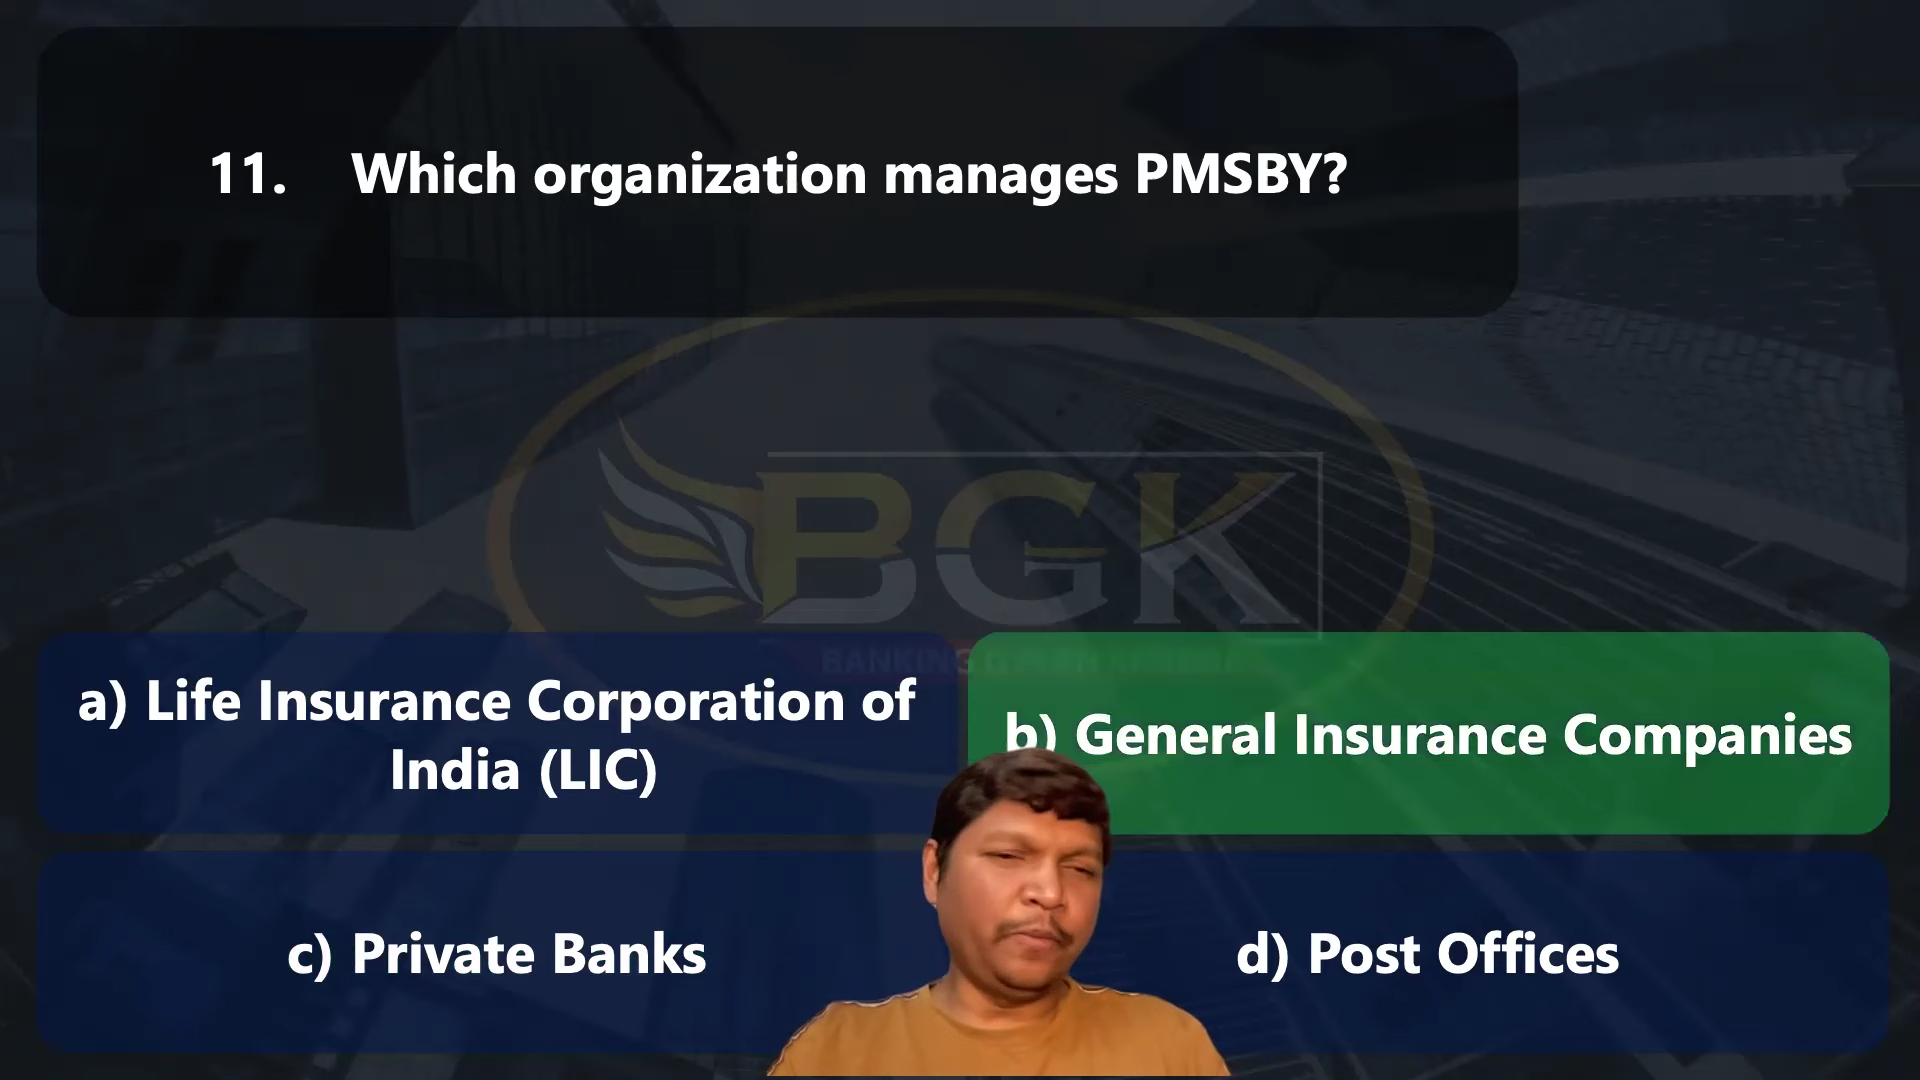 11. Which organization manages PMSBY?
BGK
a) Life Insurance Corporation of
India (LIC)
b) General Insurance Companies
c) Private Banks
d) Post Offices